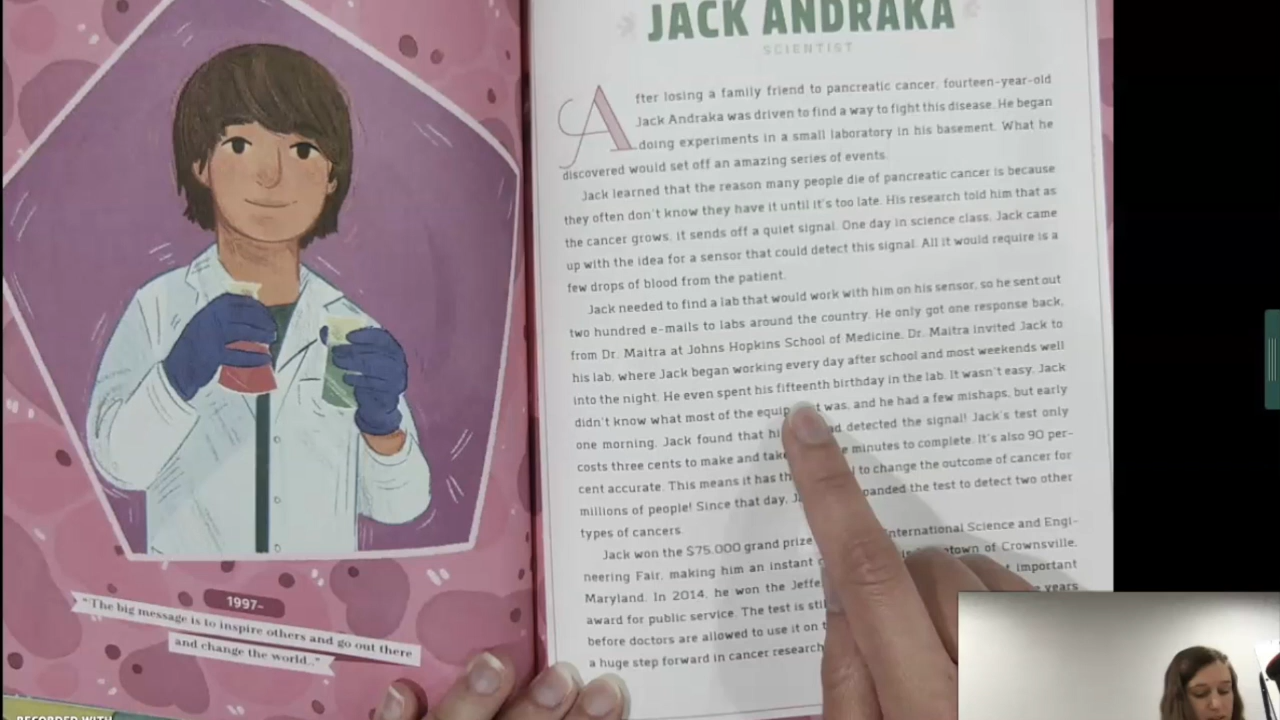 JACK ANDRAKA
SCIENTIST
After losing a family friend to pancreatic cancer, fourteen-year-old
Jack Andraka was driven to find a way to fight this disease. He began
doing experiments in a small laboratory in his basement. What he
discovered would set off an amazing series of events.
Jack learned that the reason many people die of pancreatic cancer is because
they often don't know they have it until it's too late. His research told him that as
the cancer grows, it sends off a quiet signal. One day in science class, Jack came
up with the idea for a sensor that could detect this signal. All it would require is a
few drops of blood from the patient.
Jack needed to find a lab that would work with him on his sensor, so he sent out
two hundred e-mails to labs around the country. He only got one response back,
from Dr. Maitra at Johns Hopkins School of Medicine. Dr. Maitra invited Jack to
his lab, where Jack began working every day after school and most weekends well
into the night. He even spent his fifteenth birthday in the lab. It wasn't easy. Jack
didn't know what most of the equip t was, and he had a few mishaps, but early
one morning, Jack found that hi ad detected the signal! Jack's test only
costs three cents to make and take e minutes to complete. It's also 90 per-
cent accurate. This means it has th l to change the outcome of cancer for
millions of people! Since that day, J panded the test to detect two other
types of cancers.
Jack won the $75,000 grand prize International Science and Engi-
neering Fair, making him an instant town of Crownsville,
Maryland. In 2014, he won the Jeffe t important
award for public service. The test is stil years
before doctors are allowed to use it on t
a huge step forward in cancer research
1997-
"The big message is to inspire others and go out there
and change the world..."
RECORDED WITH